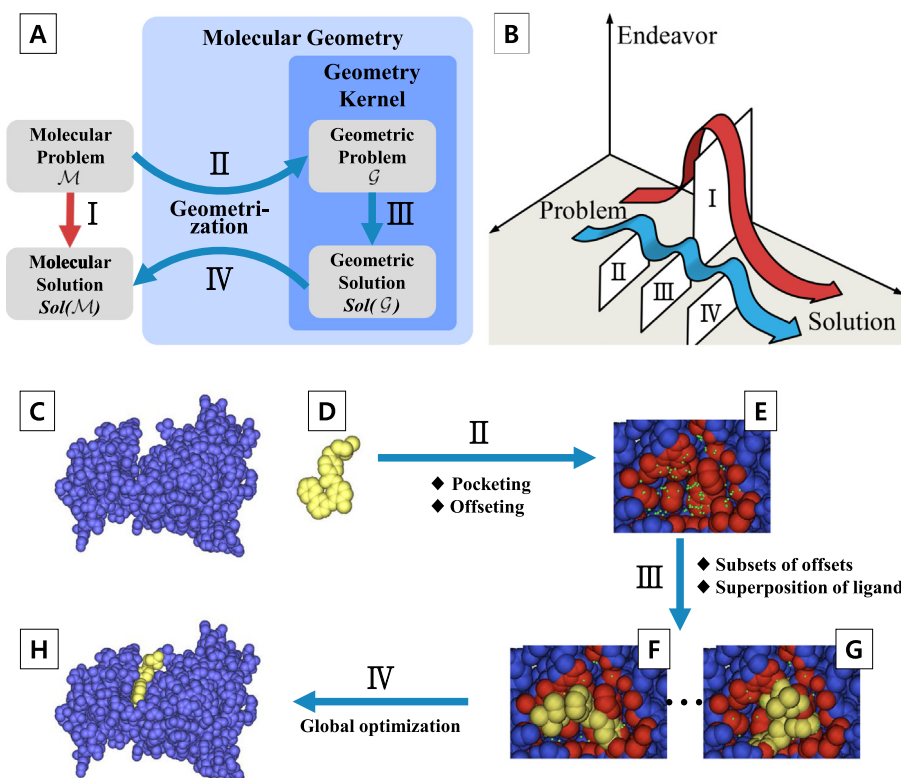 A
Molecular Geometry
Geometry
Kernel
Molecular
Problem
ℳ
Geometric
Problem
𝒢
Ⅱ
Ⅰ
Geometri-
zation
Ⅲ
Ⅳ
Molecular
Solution
Sol(ℳ)
Geometric
Solution
Sol(𝒢)
B
Endeavor
Problem
Ⅰ
Ⅱ
Ⅲ
Ⅳ
Solution
C
D
Ⅱ
◆ Pocketing
◆ Offseting
E
Ⅲ
◆ Subsets of offsets
◆ Superposition of ligand
H
Ⅳ
Global optimization
F
...
G